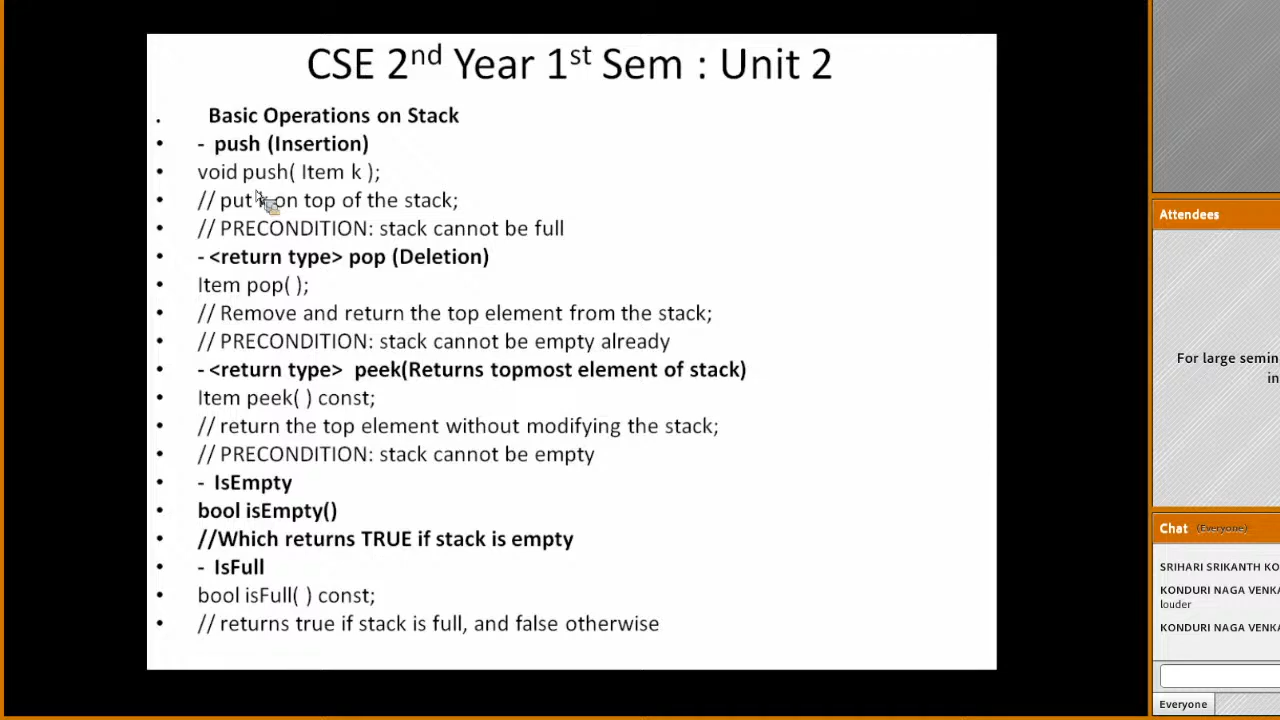 CSE 2nd Year 1st Sem : Unit 2
. Basic Operations on Stack
• - push (Insertion)
• void push( Item k );
• // put on top of the stack;
• // PRECONDITION: stack cannot be full
• - <return type> pop (Deletion)
• Item pop( );
• // Remove and return the top element from the stack;
• // PRECONDITION: stack cannot be empty already
• - <return type> peek(Returns topmost element of stack)
• Item peek( ) const;
• // return the top element without modifying the stack;
• // PRECONDITION: stack cannot be empty
• - IsEmpty
• bool isEmpty()
• //Which returns TRUE if stack is empty
• - IsFull
• bool isFull( ) const;
• // returns true if stack is full, and false otherwise
Attendees
For large semin
in
Chat (Everyone)
SRIHARI SRIKANTH KO
KONDURI NAGA VENKA
louder
KONDURI NAGA VENKA
Everyone